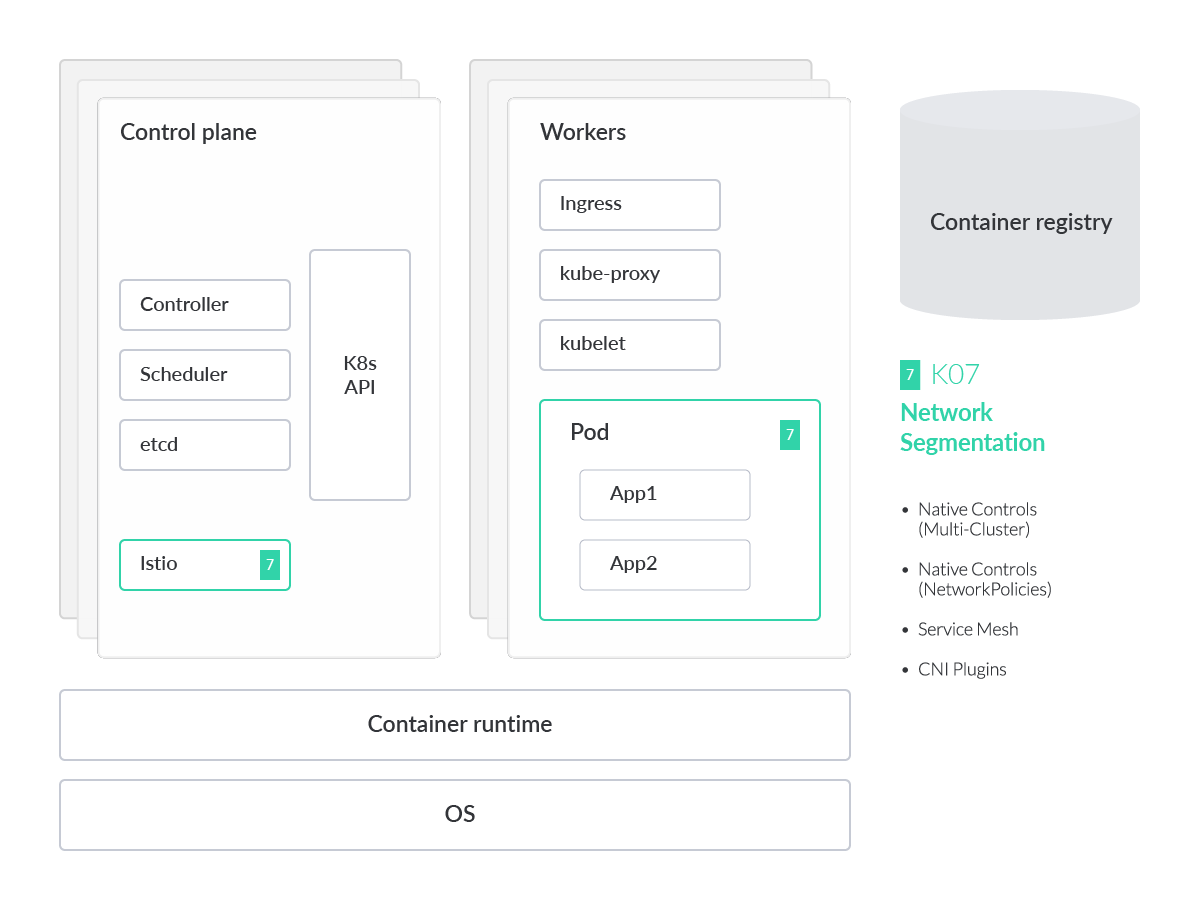 Control plane
Controller
Scheduler
etcd
K8s
API
Istio
7
Workers
Ingress
kube-proxy
kubelet
Pod
7
App1
App2
Container runtime
OS
Container registry
7 K07
Network
Segmentation
• Native Controls
(Multi-Cluster)
• Native Controls
(NetworkPolicies)
• Service Mesh
• CNI Plugins